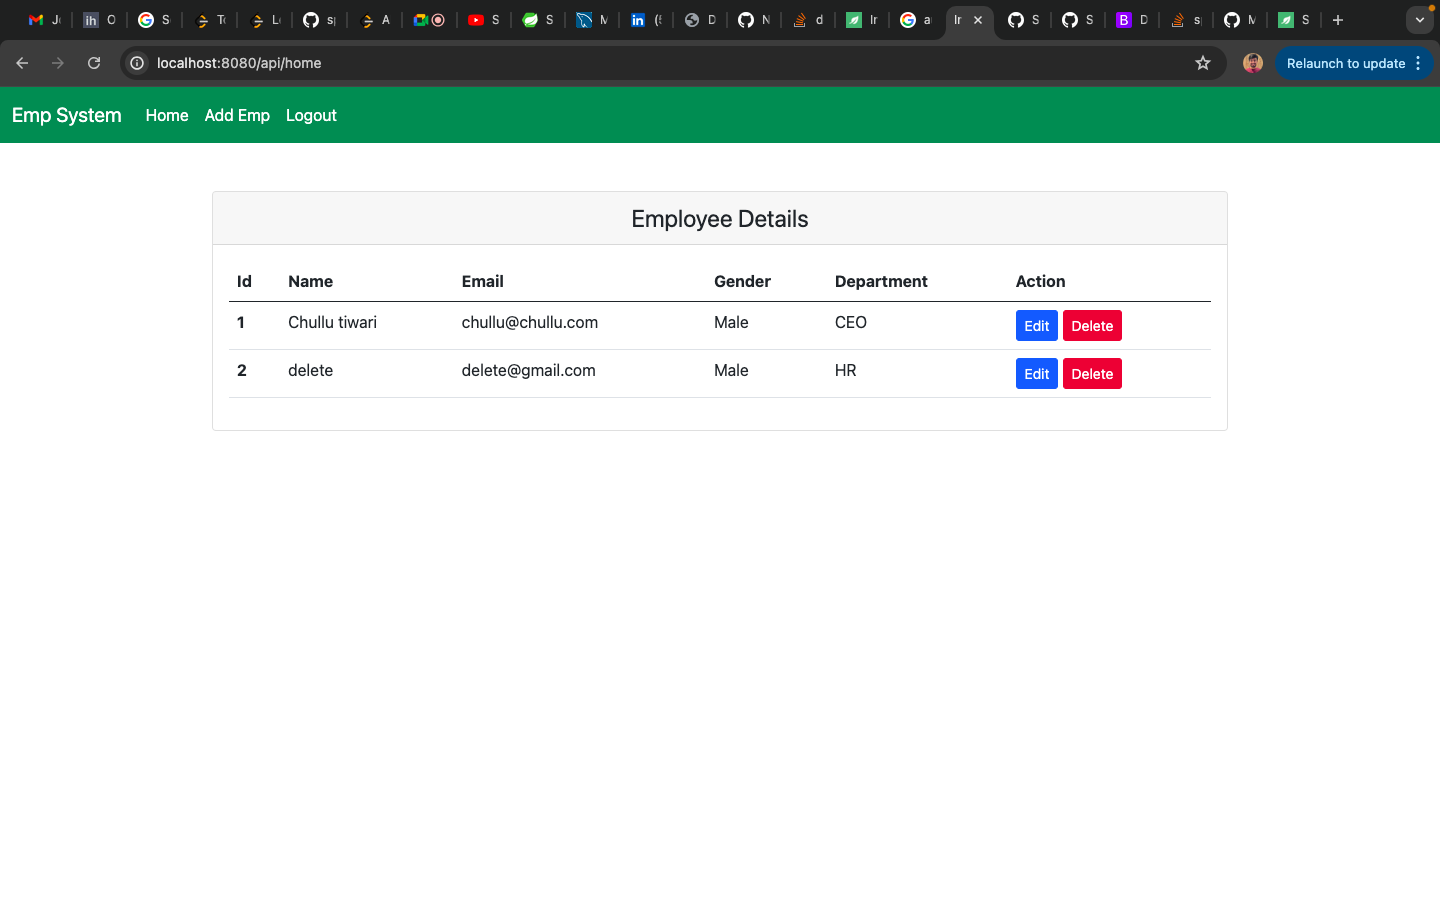 localhost:8080/api/home
Relaunch to update
Emp System Home Add Emp Logout
Employee Details
Id Name Email Gender Department Action
1 Chullu tiwari chullu@chullu.com Male CEO Edit Delete
2 delete delete@gmail.com Male HR Edit Delete